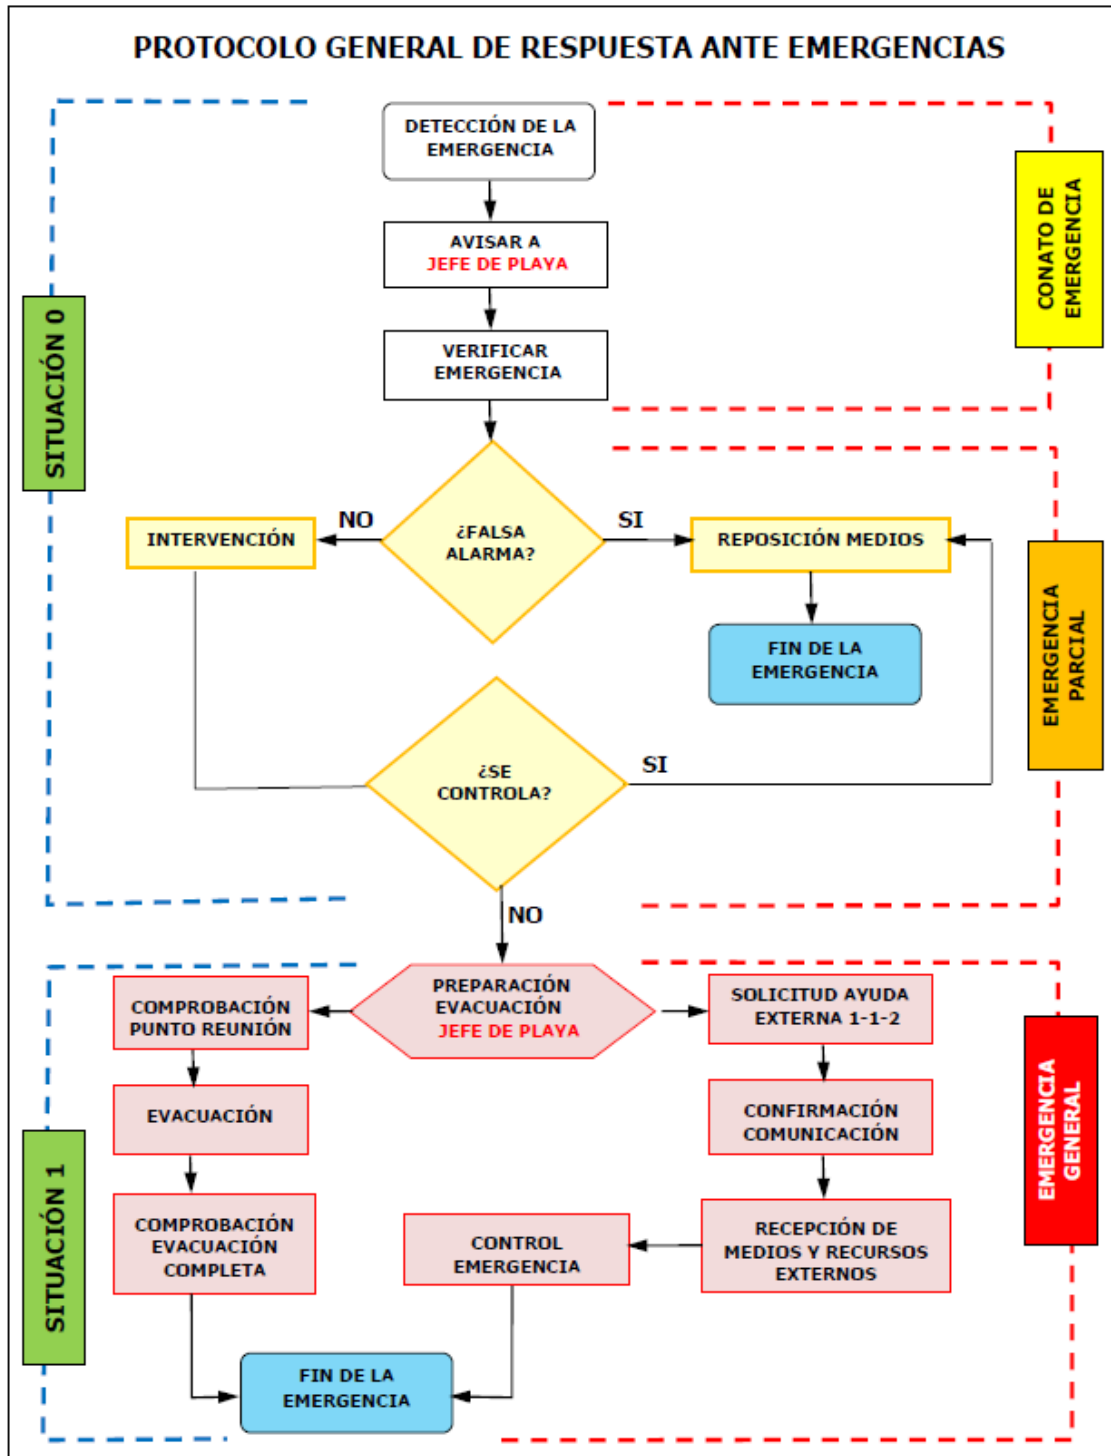 PROTOCOLO GENERAL DE RESPUESTA ANTE EMERGENCIAS
DETECCIÓN DE LA
EMERGENCIA
AVISAR A
JEFE DE PLAYA
VERIFICAR
EMERGENCIA
CONATO DE
EMERGENCIA
SITUACIÓN 0
¿FALSA
ALARMA?
NO
SI
INTERVENCIÓN
REPOSICIÓN MEDIOS
FIN DE LA
EMERGENCIA
EMERGENCIA
PARCIAL
¿SE
CONTROLA?
SI
NO
PREPARACIÓN
EVACUACIÓN
JEFE DE PLAYA
COMPROBACIÓN
PUNTO REUNIÓN
SOLICITUD AYUDA
EXTERNA 1-1-2
EVACUACIÓN
CONFIRMACIÓN
COMUNICACIÓN
EMERGENCIA
GENERAL
SITUACIÓN 1
COMPROBACIÓN
EVACUACIÓN
COMPLETA
CONTROL
EMERGENCIA
RECEPCIÓN DE
MEDIOS Y RECURSOS
EXTERNOS
FIN DE LA
EMERGENCIA